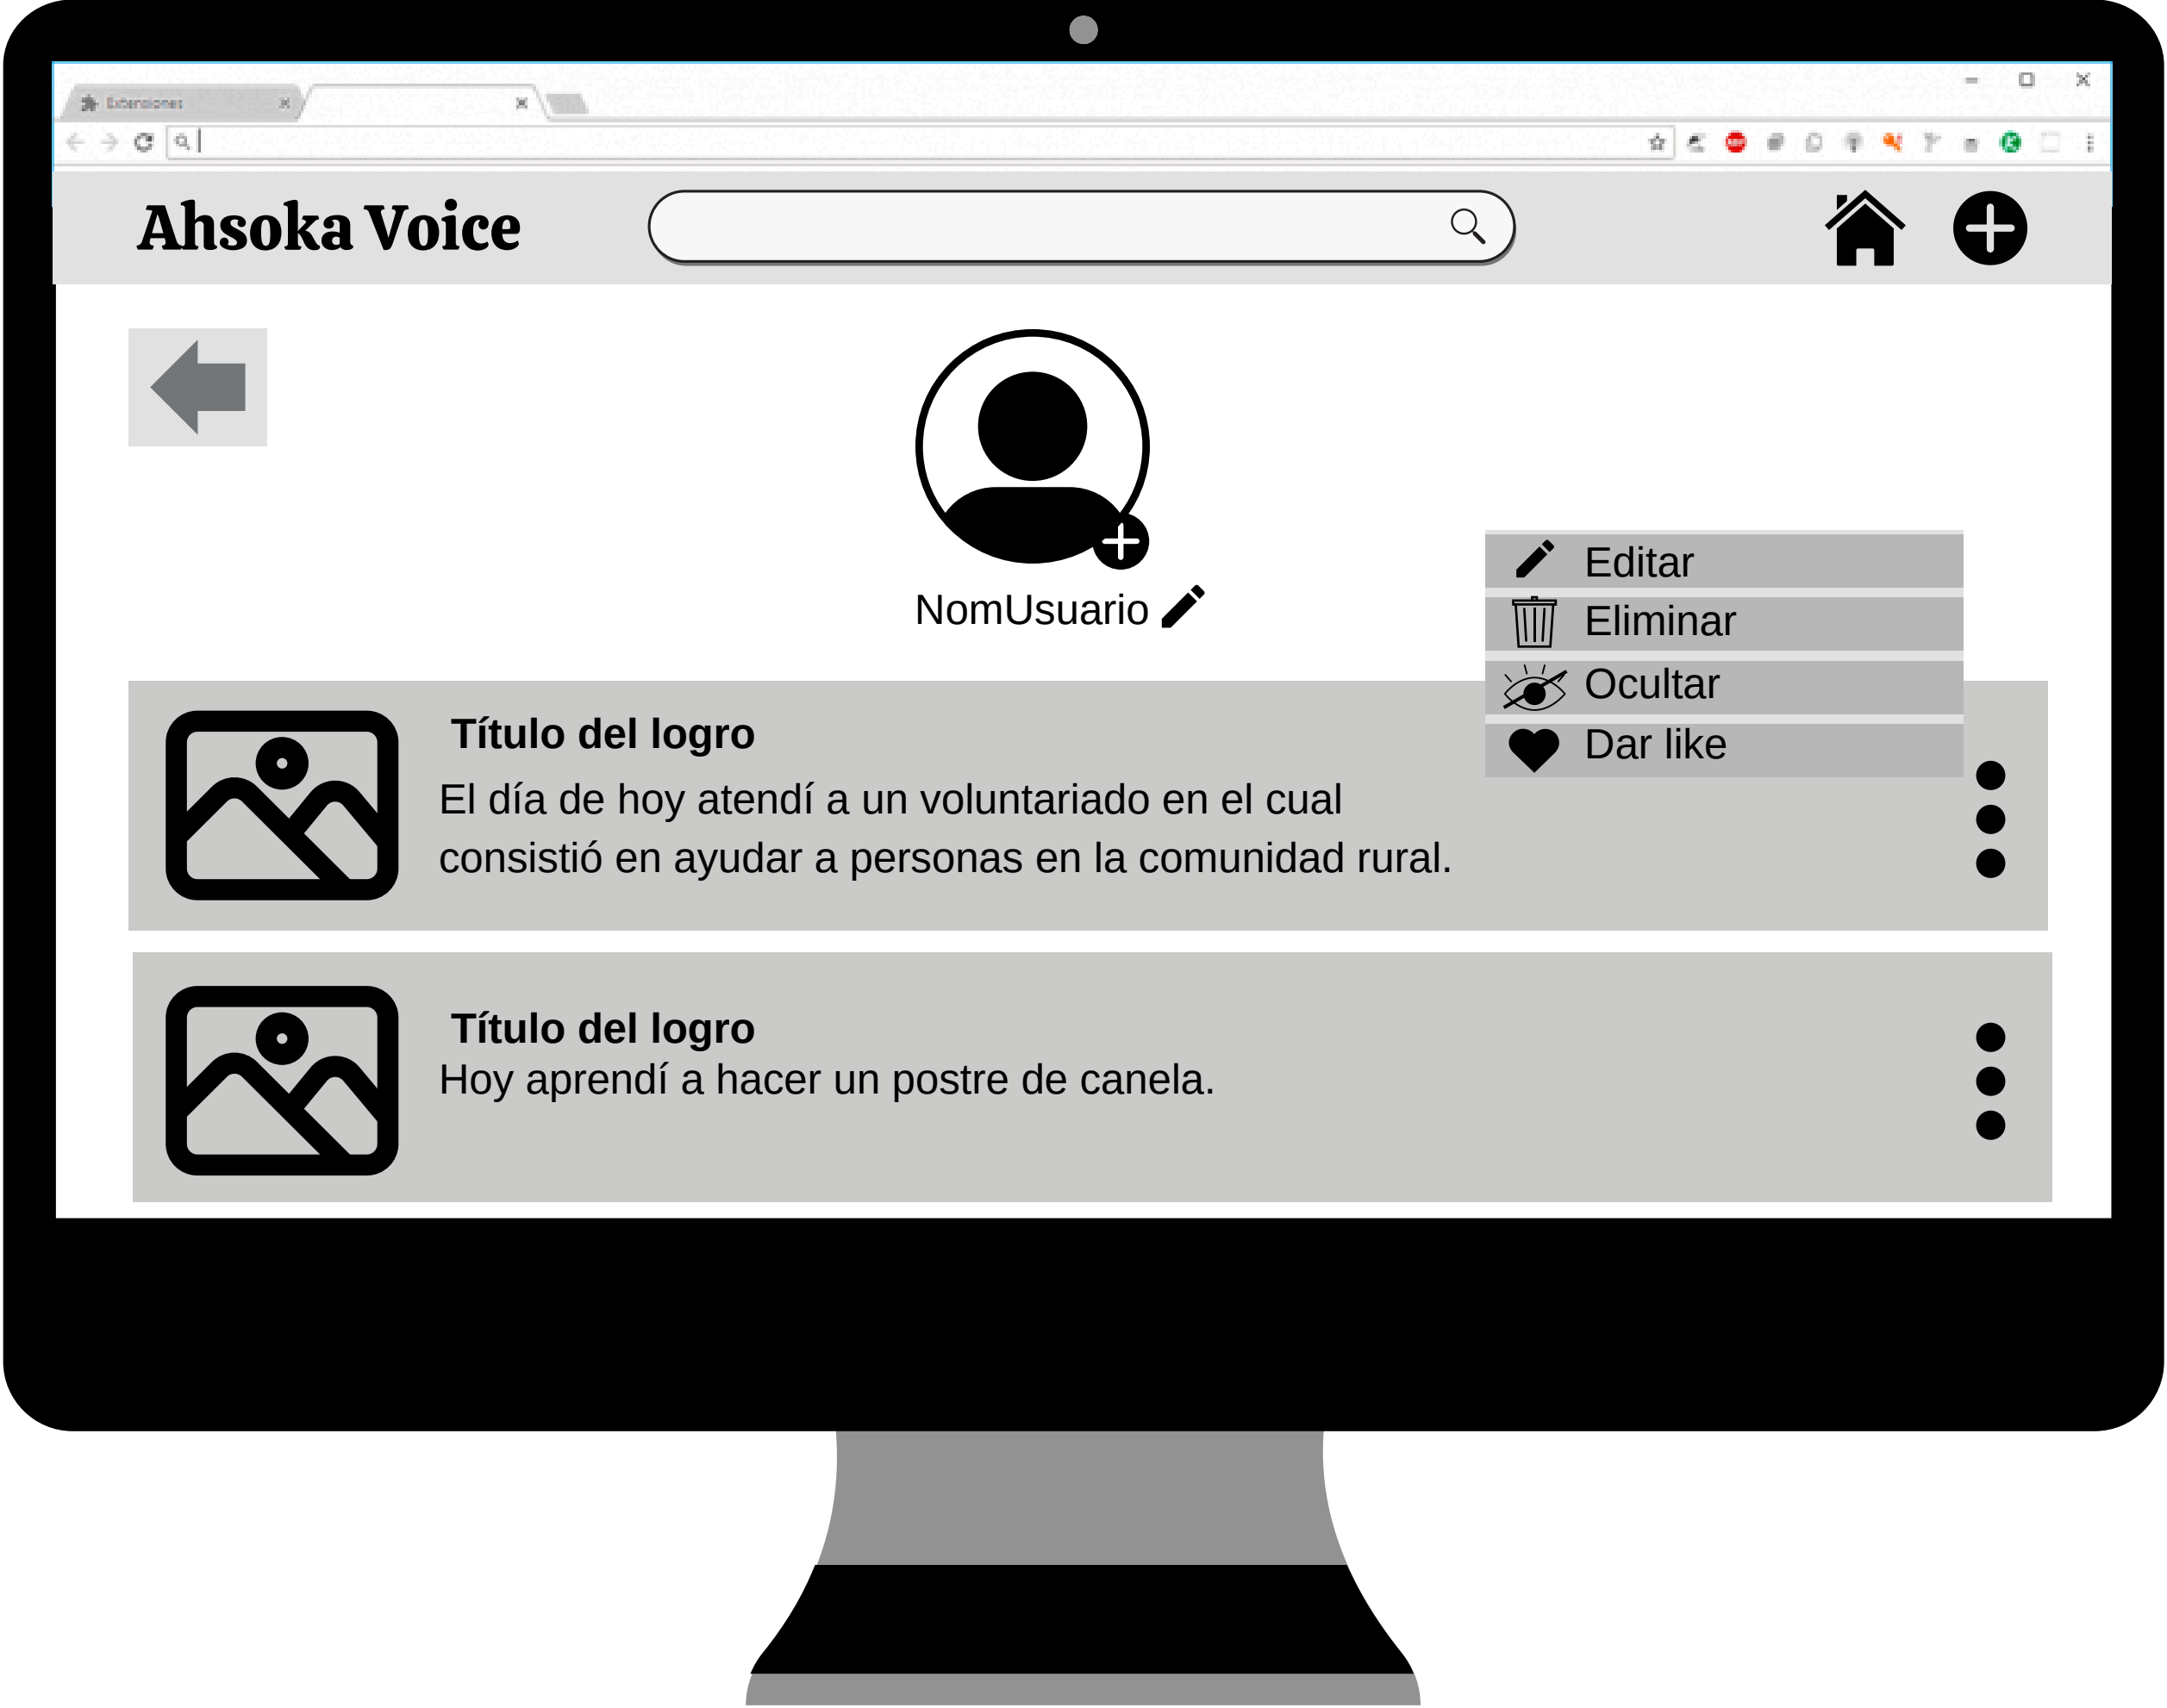 Extensiones
Ahsoka Voice
NomUsuario
Editar
Eliminar
Ocultar
Dar like
Título del logro
El día de hoy atendí a un voluntariado en el cual
consistió en ayudar a personas en la comunidad rural.
Título del logro
Hoy aprendí a hacer un postre de canela.